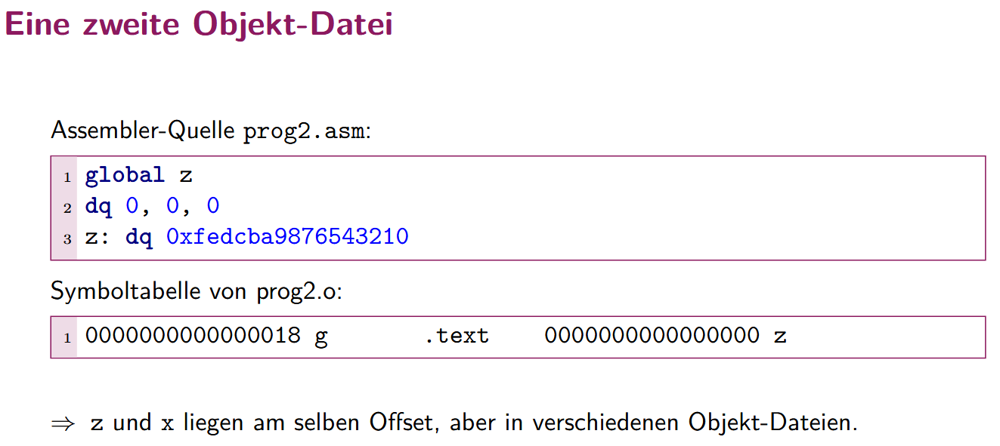 Eine zweite Objekt-Datei
Assembler-Quelle prog2.asm:
1 global z
2 dq 0, 0, 0
3 z: dq 0xfedcba9876543210
Symboltabelle von prog2.o:
1 0000000000000018 g .text 0000000000000000 z
⇒ z und x liegen am selben Offset, aber in verschiedenen Objekt-Dateien.